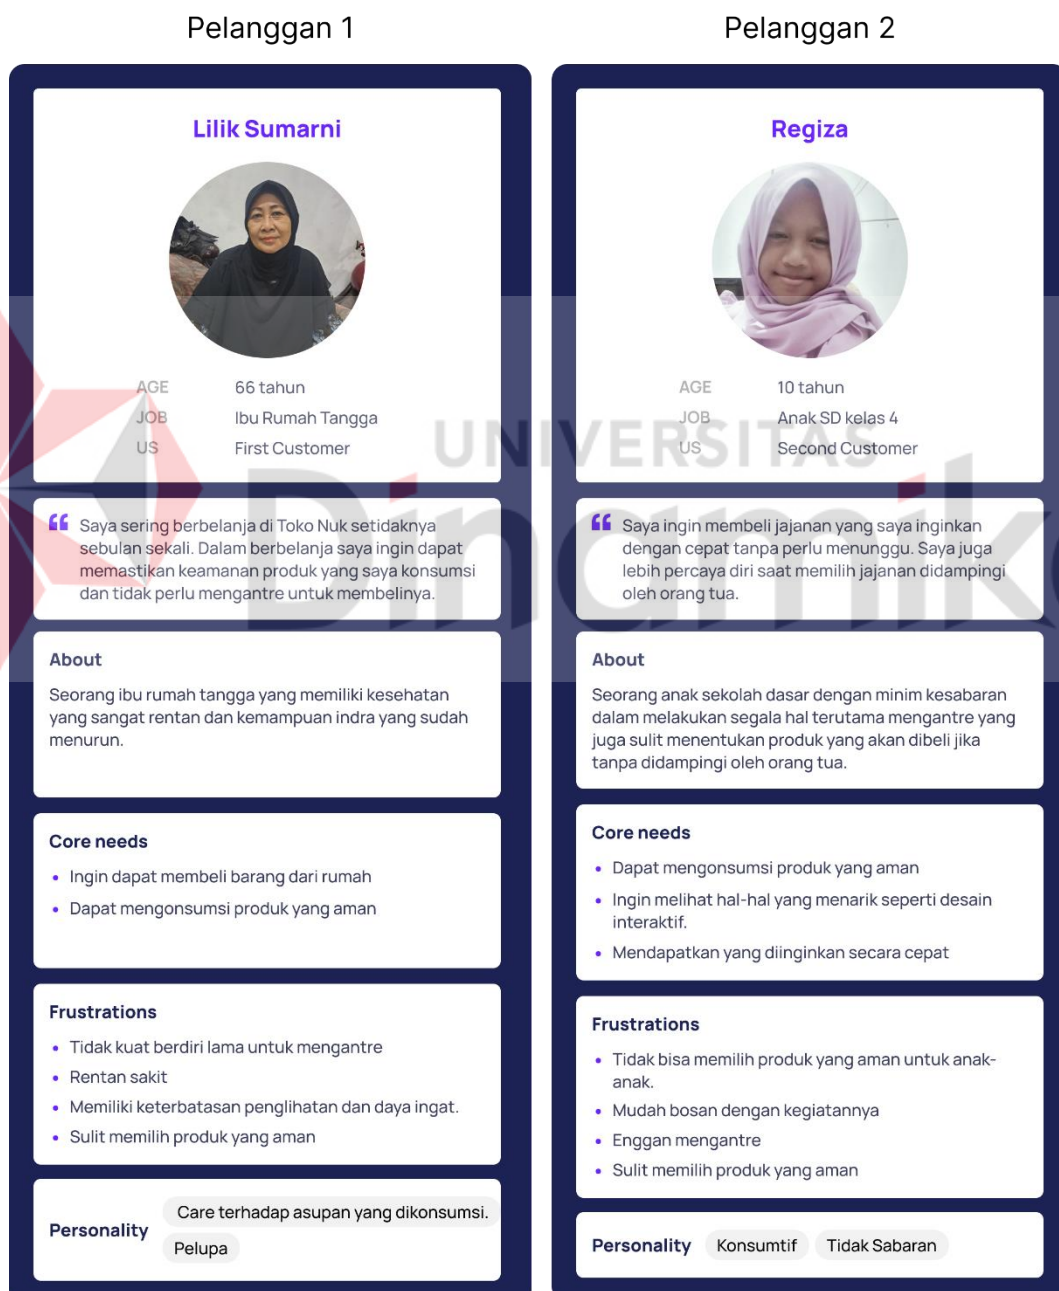 Pelanggan 1
Lilik Sumarni
AGE 66 tahun
JOB Ibu Rumah Tangga
US First Customer
Saya sering berbelanja di Toko Nuk setidaknya
sebulan sekali. Dalam berbelanja saya ingin dapat
memastikan keamanan produk yang saya konsumsi
dan tidak perlu mengantre untuk membelinya.
About
Seorang ibu rumah tangga yang memiliki kesehatan
yang sangat rentan dan kemampuan indra yang sudah
menurun.
Core needs
• Ingin dapat membeli barang dari rumah
• Dapat mengonsumsi produk yang aman
Frustrations
• Tidak kuat berdiri lama untuk mengantre
• Rentan sakit
• Memiliki keterbatasan penglihatan dan daya ingat.
• Sulit memilih produk yang aman
Personality
Care terhadap asupan yang dikonsumsi.
Pelupa
Pelanggan 2
Regiza
AGE 10 tahun
JOB Anak SD kelas 4
US Second Customer
Saya ingin membeli jajanan yang saya inginkan
dengan cepat tanpa perlu menunggu. Saya juga
lebih percaya diri saat memilih jajanan didampingi
oleh orang tua.
About
Seorang anak sekolah dasar dengan minim kesabaran
dalam melakukan segala hal terutama mengantre yang
juga sulit menentukan produk yang akan dibeli jika
tanpa didampingi oleh orang tua.
Core needs
• Dapat mengonsumsi produk yang aman
• Ingin melihat hal-hal yang menarik seperti desain
interaktif.
• Mendapatkan yang diinginkan secara cepat
Frustrations
• Tidak bisa memilih produk yang aman untuk anak-
anak.
• Mudah bosan dengan kegiatannya
• Enggan mengantre
• Sulit memilih produk yang aman
Personality Konsumtif Tidak Sabaran
UNIVERSITAS
Dinamika